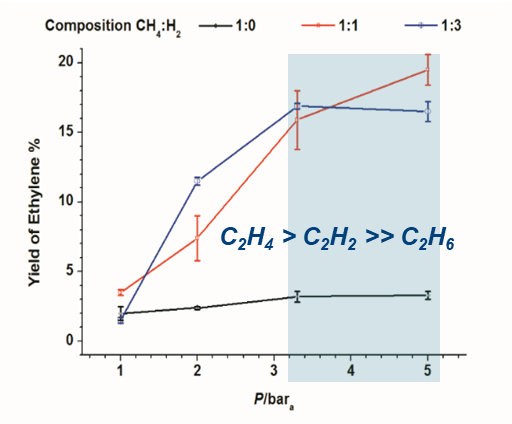 Composition CH₄:H₂ 1:0 1:1 1:3
Yield of Ethylene %
20
15
10
5
0
C₂H₄ > C₂H₂ >> C₂H₆
1 2 3 4 5
P/barₐ